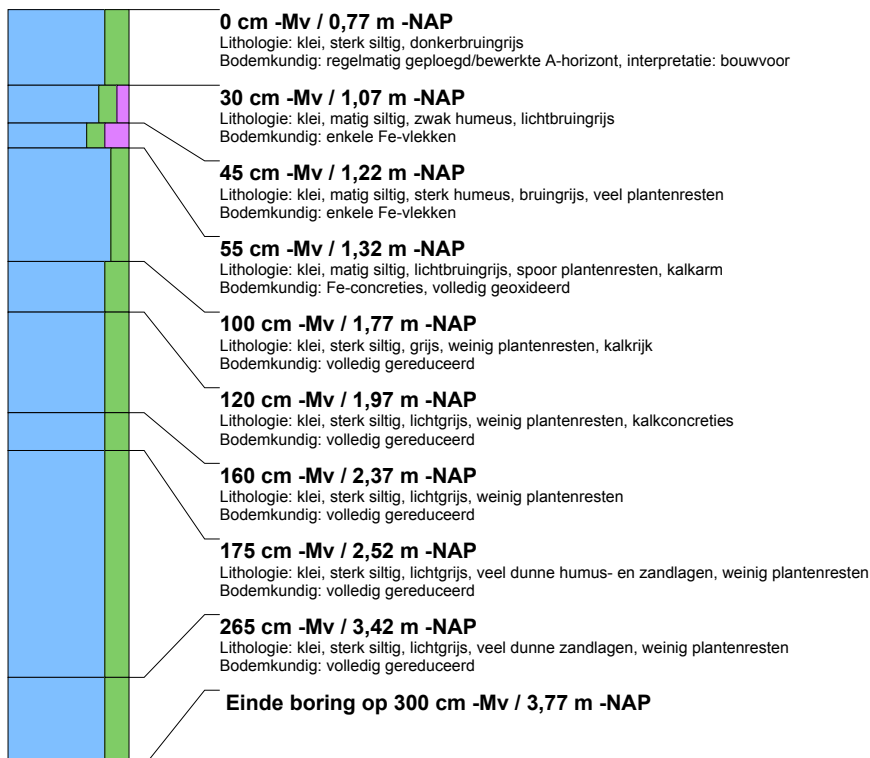 0 cm -Mv / 0,77 m -NAP
Lithologie: klei, sterk siltig, donkerbruingrijs
Bodemkundig: regelmatig geploegd/bewerkte A-horizont, interpretatie: bouwvoor
30 cm -Mv / 1,07 m -NAP
Lithologie: klei, matig siltig, zwak humeus, lichtbruingrijs
Bodemkundig: enkele Fe-vlekken
45 cm -Mv / 1,22 m -NAP
Lithologie: klei, matig siltig, sterk humeus, bruingrijs, veel plantenresten
Bodemkundig: enkele Fe-vlekken
55 cm -Mv / 1,32 m -NAP
Lithologie: klei, matig siltig, lichtbruingrijs, spoor plantenresten, kalkarm
Bodemkundig: Fe-concreties, volledig geoxideerd
100 cm -Mv / 1,77 m -NAP
Lithologie: klei, sterk siltig, grijs, weinig plantenresten, kalkrijk
Bodemkundig: volledig gereduceerd
120 cm -Mv / 1,97 m -NAP
Lithologie: klei, sterk siltig, lichtgrijs, weinig plantenresten, kalkconcreties
Bodemkundig: volledig gereduceerd
160 cm -Mv / 2,37 m -NAP
Lithologie: klei, sterk siltig, lichtgrijs, weinig plantenresten
Bodemkundig: volledig gereduceerd
175 cm -Mv / 2,52 m -NAP
Lithologie: klei, sterk siltig, lichtgrijs, veel dunne humus- en zandlagen, weinig plantenresten
Bodemkundig: volledig gereduceerd
265 cm -Mv / 3,42 m -NAP
Lithologie: klei, sterk siltig, lichtgrijs, veel dunne zandlagen, weinig plantenresten
Bodemkundig: volledig gereduceerd
Einde boring op 300 cm -Mv / 3,77 m -NAP